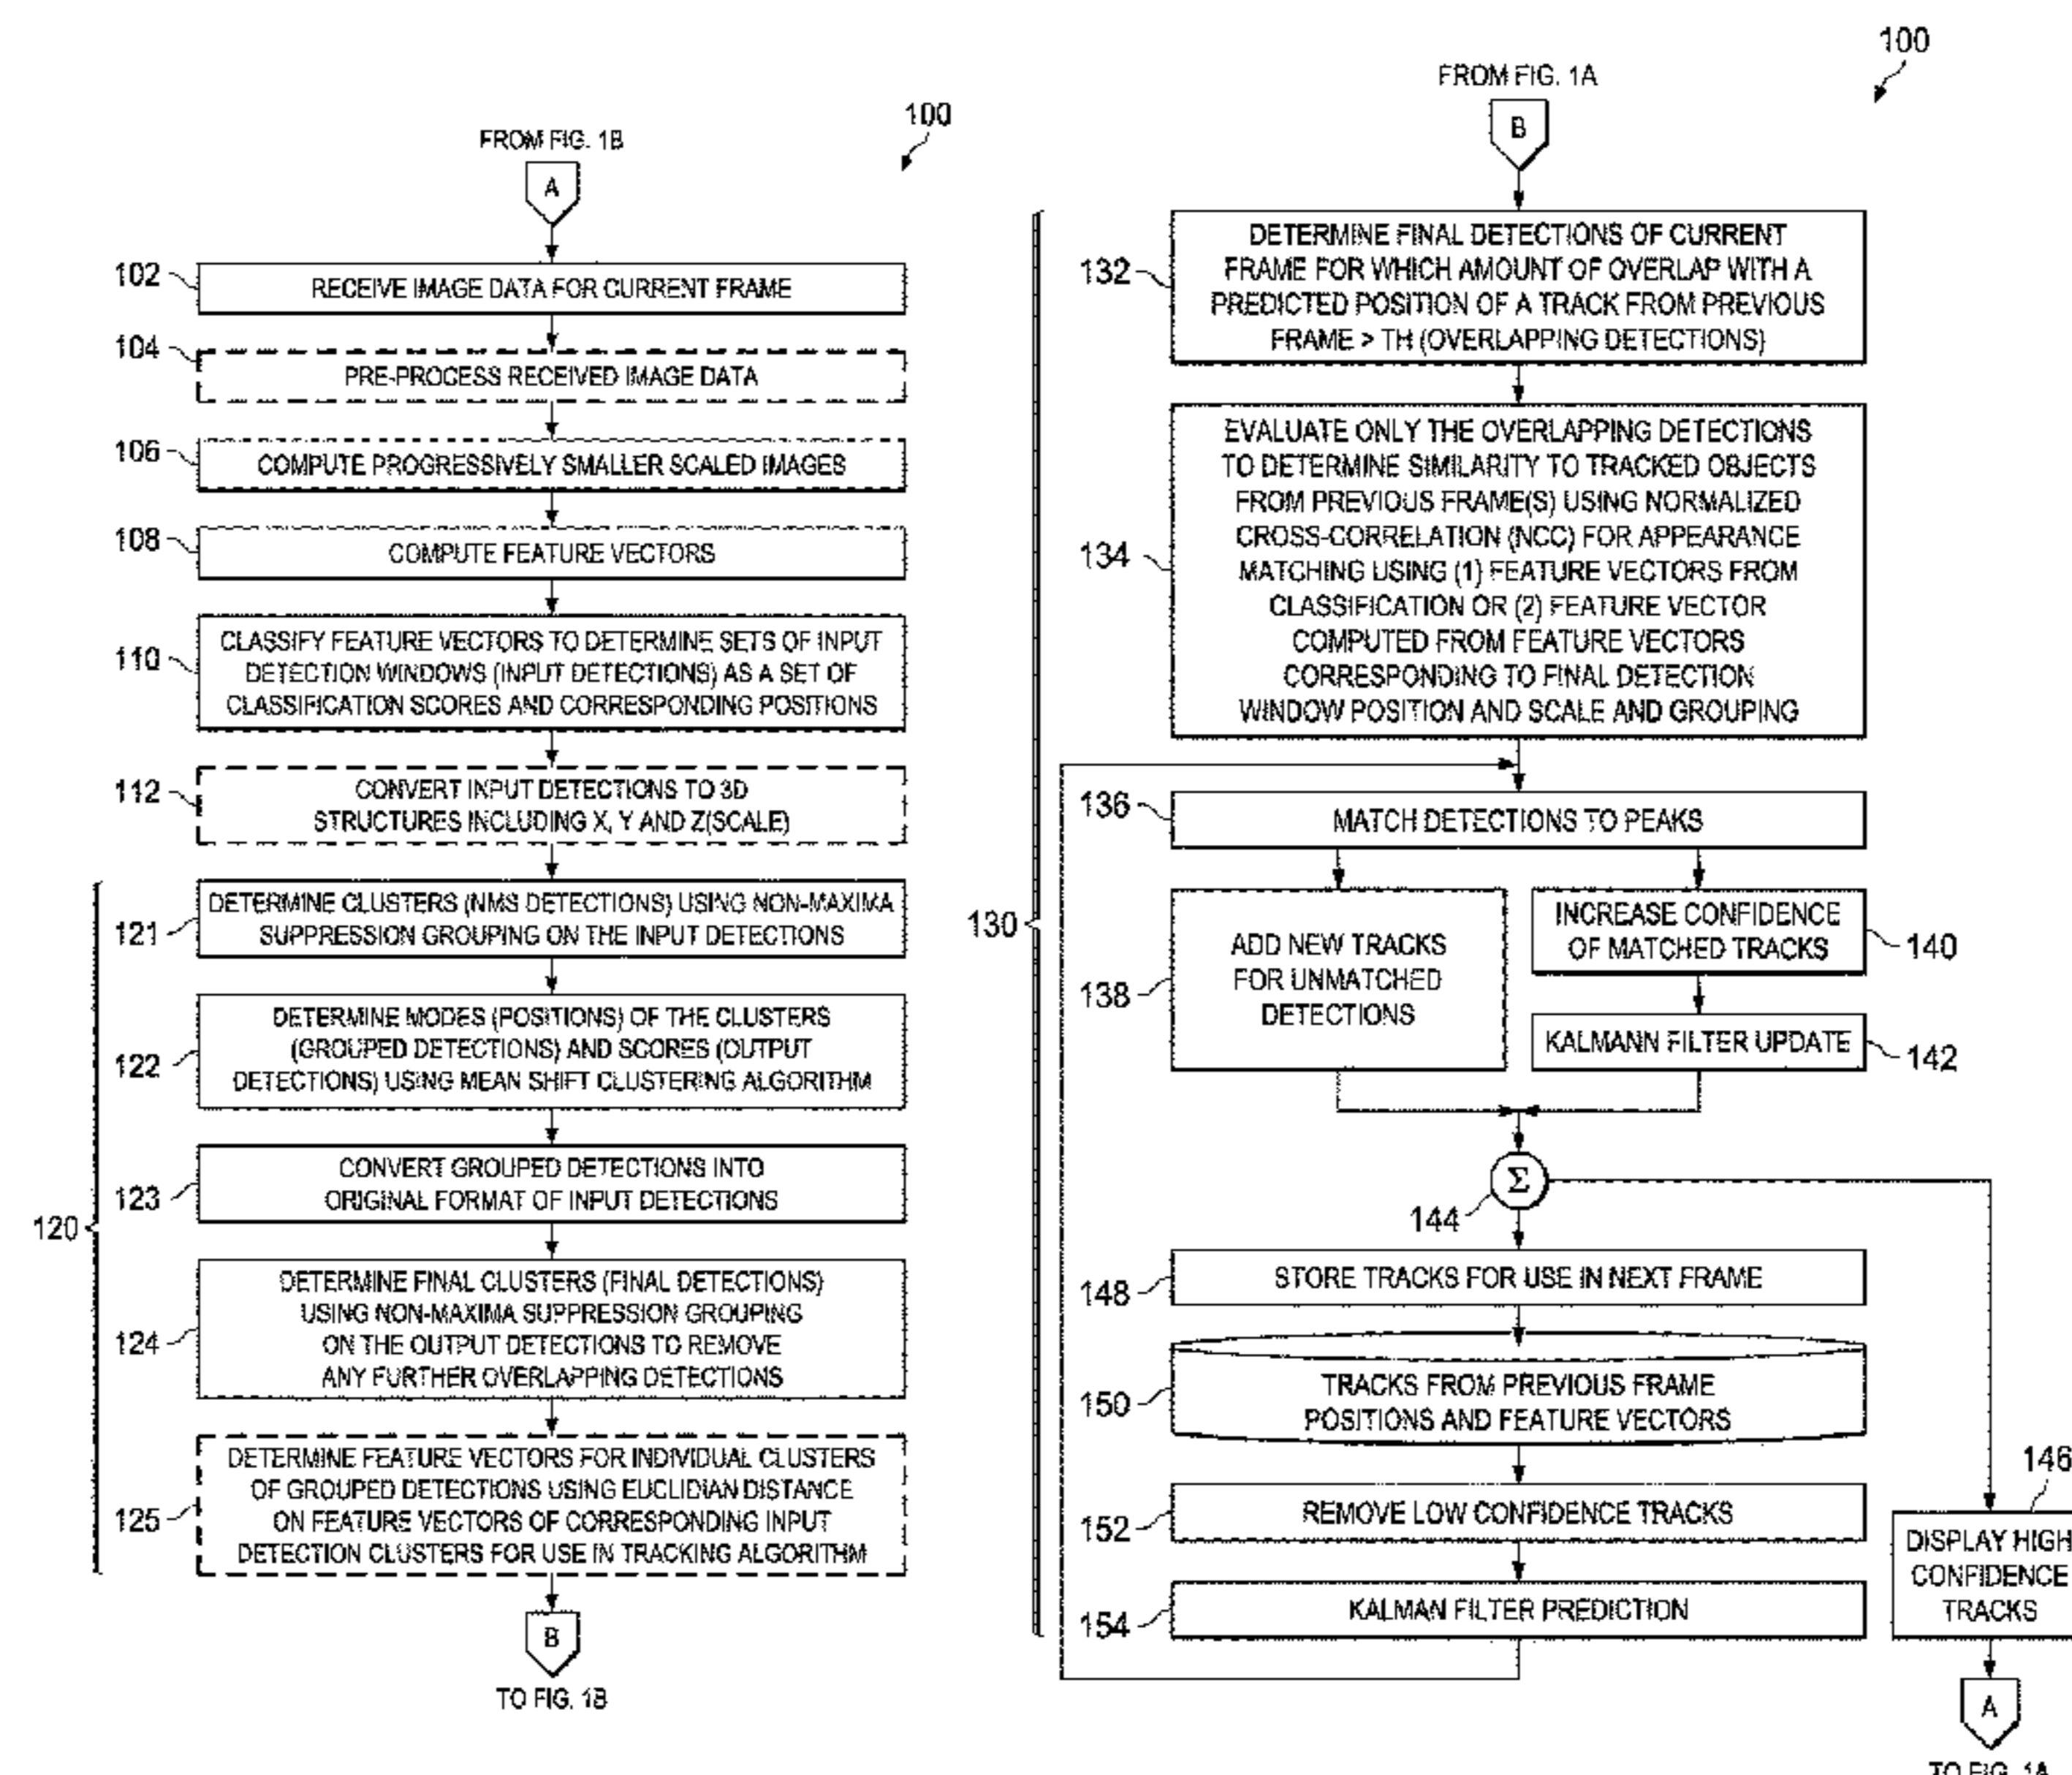 100
FROM FIG. 1B
A
102
RECEIVE IMAGE DATA FOR CURRENT FRAME
104
PRE-PROCESS RECEIVED IMAGE DATA
106
COMPUTE PROGRESSIVELY SMALLER SCALED IMAGES
108
COMPUTE FEATURE VECTORS
110
CLASSIFY FEATURE VECTORS TO DETERMINE SETS OF INPUT
DETECTION WINDOWS (INPUT DETECTIONS) AS A SET OF
CLASSIFICATION SCORES AND CORRESPONDING POSITIONS
112
CONVERT INPUT DETECTIONS TO 3D
STRUCTURES INCLUDING X, Y AND Z(SCALE)
120
121
DETERMINE CLUSTERS (NMS DETECTIONS) USING NON-MAXIMA
SUPPRESSION GROUPING ON THE INPUT DETECTIONS
122
DETERMINE MODES (POSITIONS) OF THE CLUSTERS
(GROUPED DETECTIONS) AND SCORES (OUTPUT
DETECTIONS) USING MEAN SHIFT CLUSTERING ALGORITHM
123
CONVERT GROUPED DETECTIONS INTO
ORIGINAL FORMAT OF INPUT DETECTIONS
124
DETERMINE FINAL CLUSTERS (FINAL DETECTIONS)
USING NON-MAXIMA SUPPRESSION GROUPING
ON THE OUTPUT DETECTIONS TO REMOVE
ANY FURTHER OVERLAPPING DETECTIONS
125
DETERMINE FEATURE VECTORS FOR INDIVIDUAL CLUSTERS
OF GROUPED DETECTIONS USING EUCLIDIAN DISTANCE
ON FEATURE VECTORS OF CORRESPONDING INPUT
DETECTION CLUSTERS FOR USE IN TRACKING ALGORITHM
B
TO FIG. 1B
100
FROM FIG. 1A
B
130
132
DETERMINE FINAL DETECTIONS OF CURRENT
FRAME FOR WHICH AMOUNT OF OVERLAP WITH A
PREDICTED POSITION OF A TRACK FROM PREVIOUS
FRAME > TH (OVERLAPPING DETECTIONS)
134
EVALUATE ONLY THE OVERLAPPING DETECTIONS
TO DETERMINE SIMILARITY TO TRACKED OBJECTS
FROM PREVIOUS FRAME(S) USING NORMALIZED
CROSS-CORRELATION (NCC) FOR APPEARANCE
MATCHING USING (1) FEATURE VECTORS FROM
CLASSIFICATION OR (2) FEATURE VECTOR
COMPUTED FROM FEATURE VECTORS
CORRESPONDING TO FINAL DETECTION
WINDOW POSITION AND SCALE AND GROUPING
136
MATCH DETECTIONS TO PEAKS
138
ADD NEW TRACKS
FOR UNMATCHED
DETECTIONS
INCREASE CONFIDENCE
OF MATCHED TRACKS
140
KALMANN FILTER UPDATE
142
Σ
144
148
STORE TRACKS FOR USE IN NEXT FRAME
150
TRACKS FROM PREVIOUS FRAME
POSITIONS AND FEATURE VECTORS
152
REMOVE LOW CONFIDENCE TRACKS
154
KALMAN FILTER PREDICTION
146
DISPLAY HIGH
CONFIDENCE
TRACKS
A
TO FIG. 1A